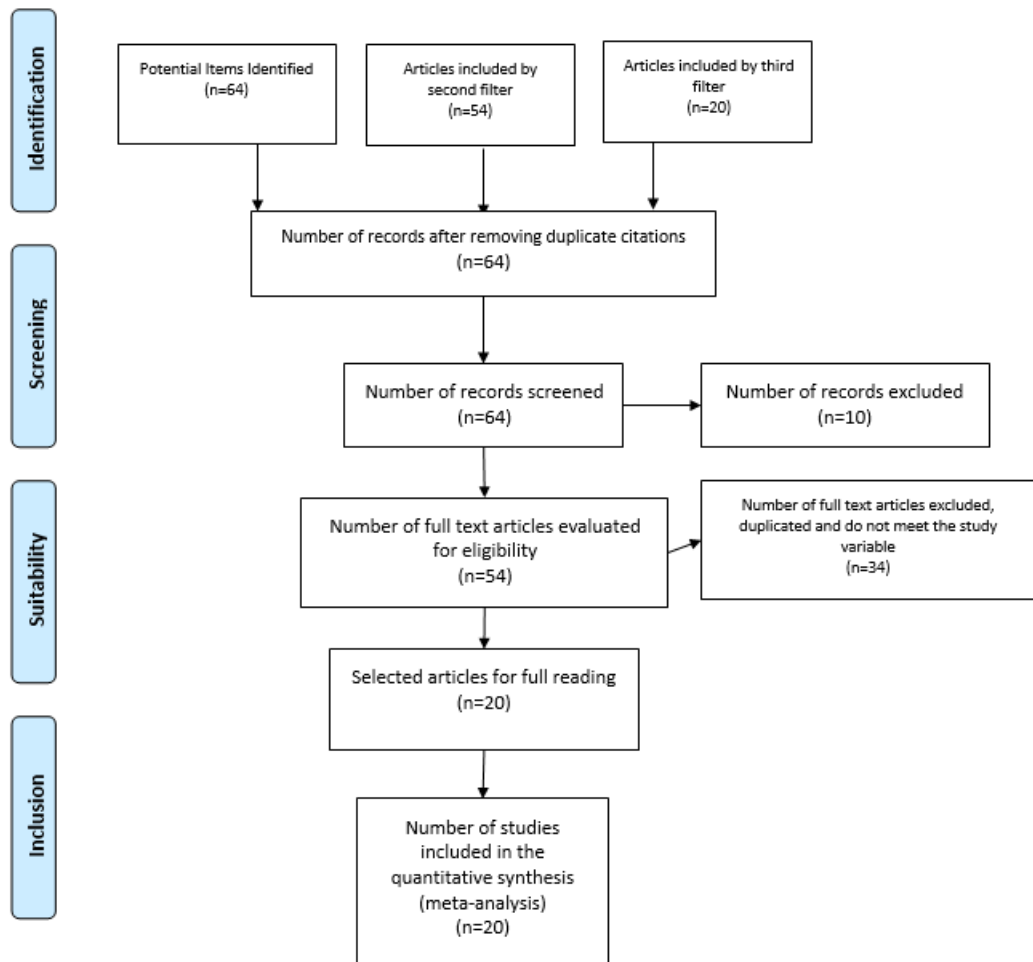 Identification
Potential Items Identified
(n=64)
Articles included by
second filter
(n=54)
Articles included by third
filter
(n=20)
Number of records after removing duplicate citations
(n=64)
Screening
Number of records screened
(n=64)
Number of records excluded
(n=10)
Suitability
Number of full text articles evaluated
for eligibility
(n=54)
Number of full text articles excluded,
duplicated and do not meet the study
variable
(n=34)
Selected articles for full reading
(n=20)
Inclusion
Number of studies
included in the
quantitative synthesis
(meta-analysis)
(n=20)